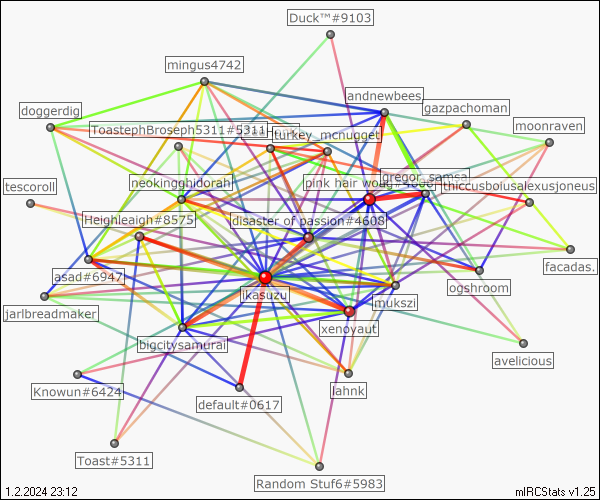 Duck™#9103
mingus4742
andnewbees
gazpachoman
doggerdig
ToastephBroseph5311#5311
turkey_mcnugget
moonraven
gregor_samsa
tescoroll
neokingghidorah
pink hair
thiccusboiusalexusjoneus
Heighleaigh#8575
disaster of passion#4608
asad#6947
facadas.
ogshroom
ikasuzu
mukszi
jarlbreadmaker
xenoyaut
bigcitysamurai
avelicious
Knowun#6424
lahnk
default#0617
Toast#5311
Random Stuf6#5983
1.2.2024 23:12
mIRCStats v1.25